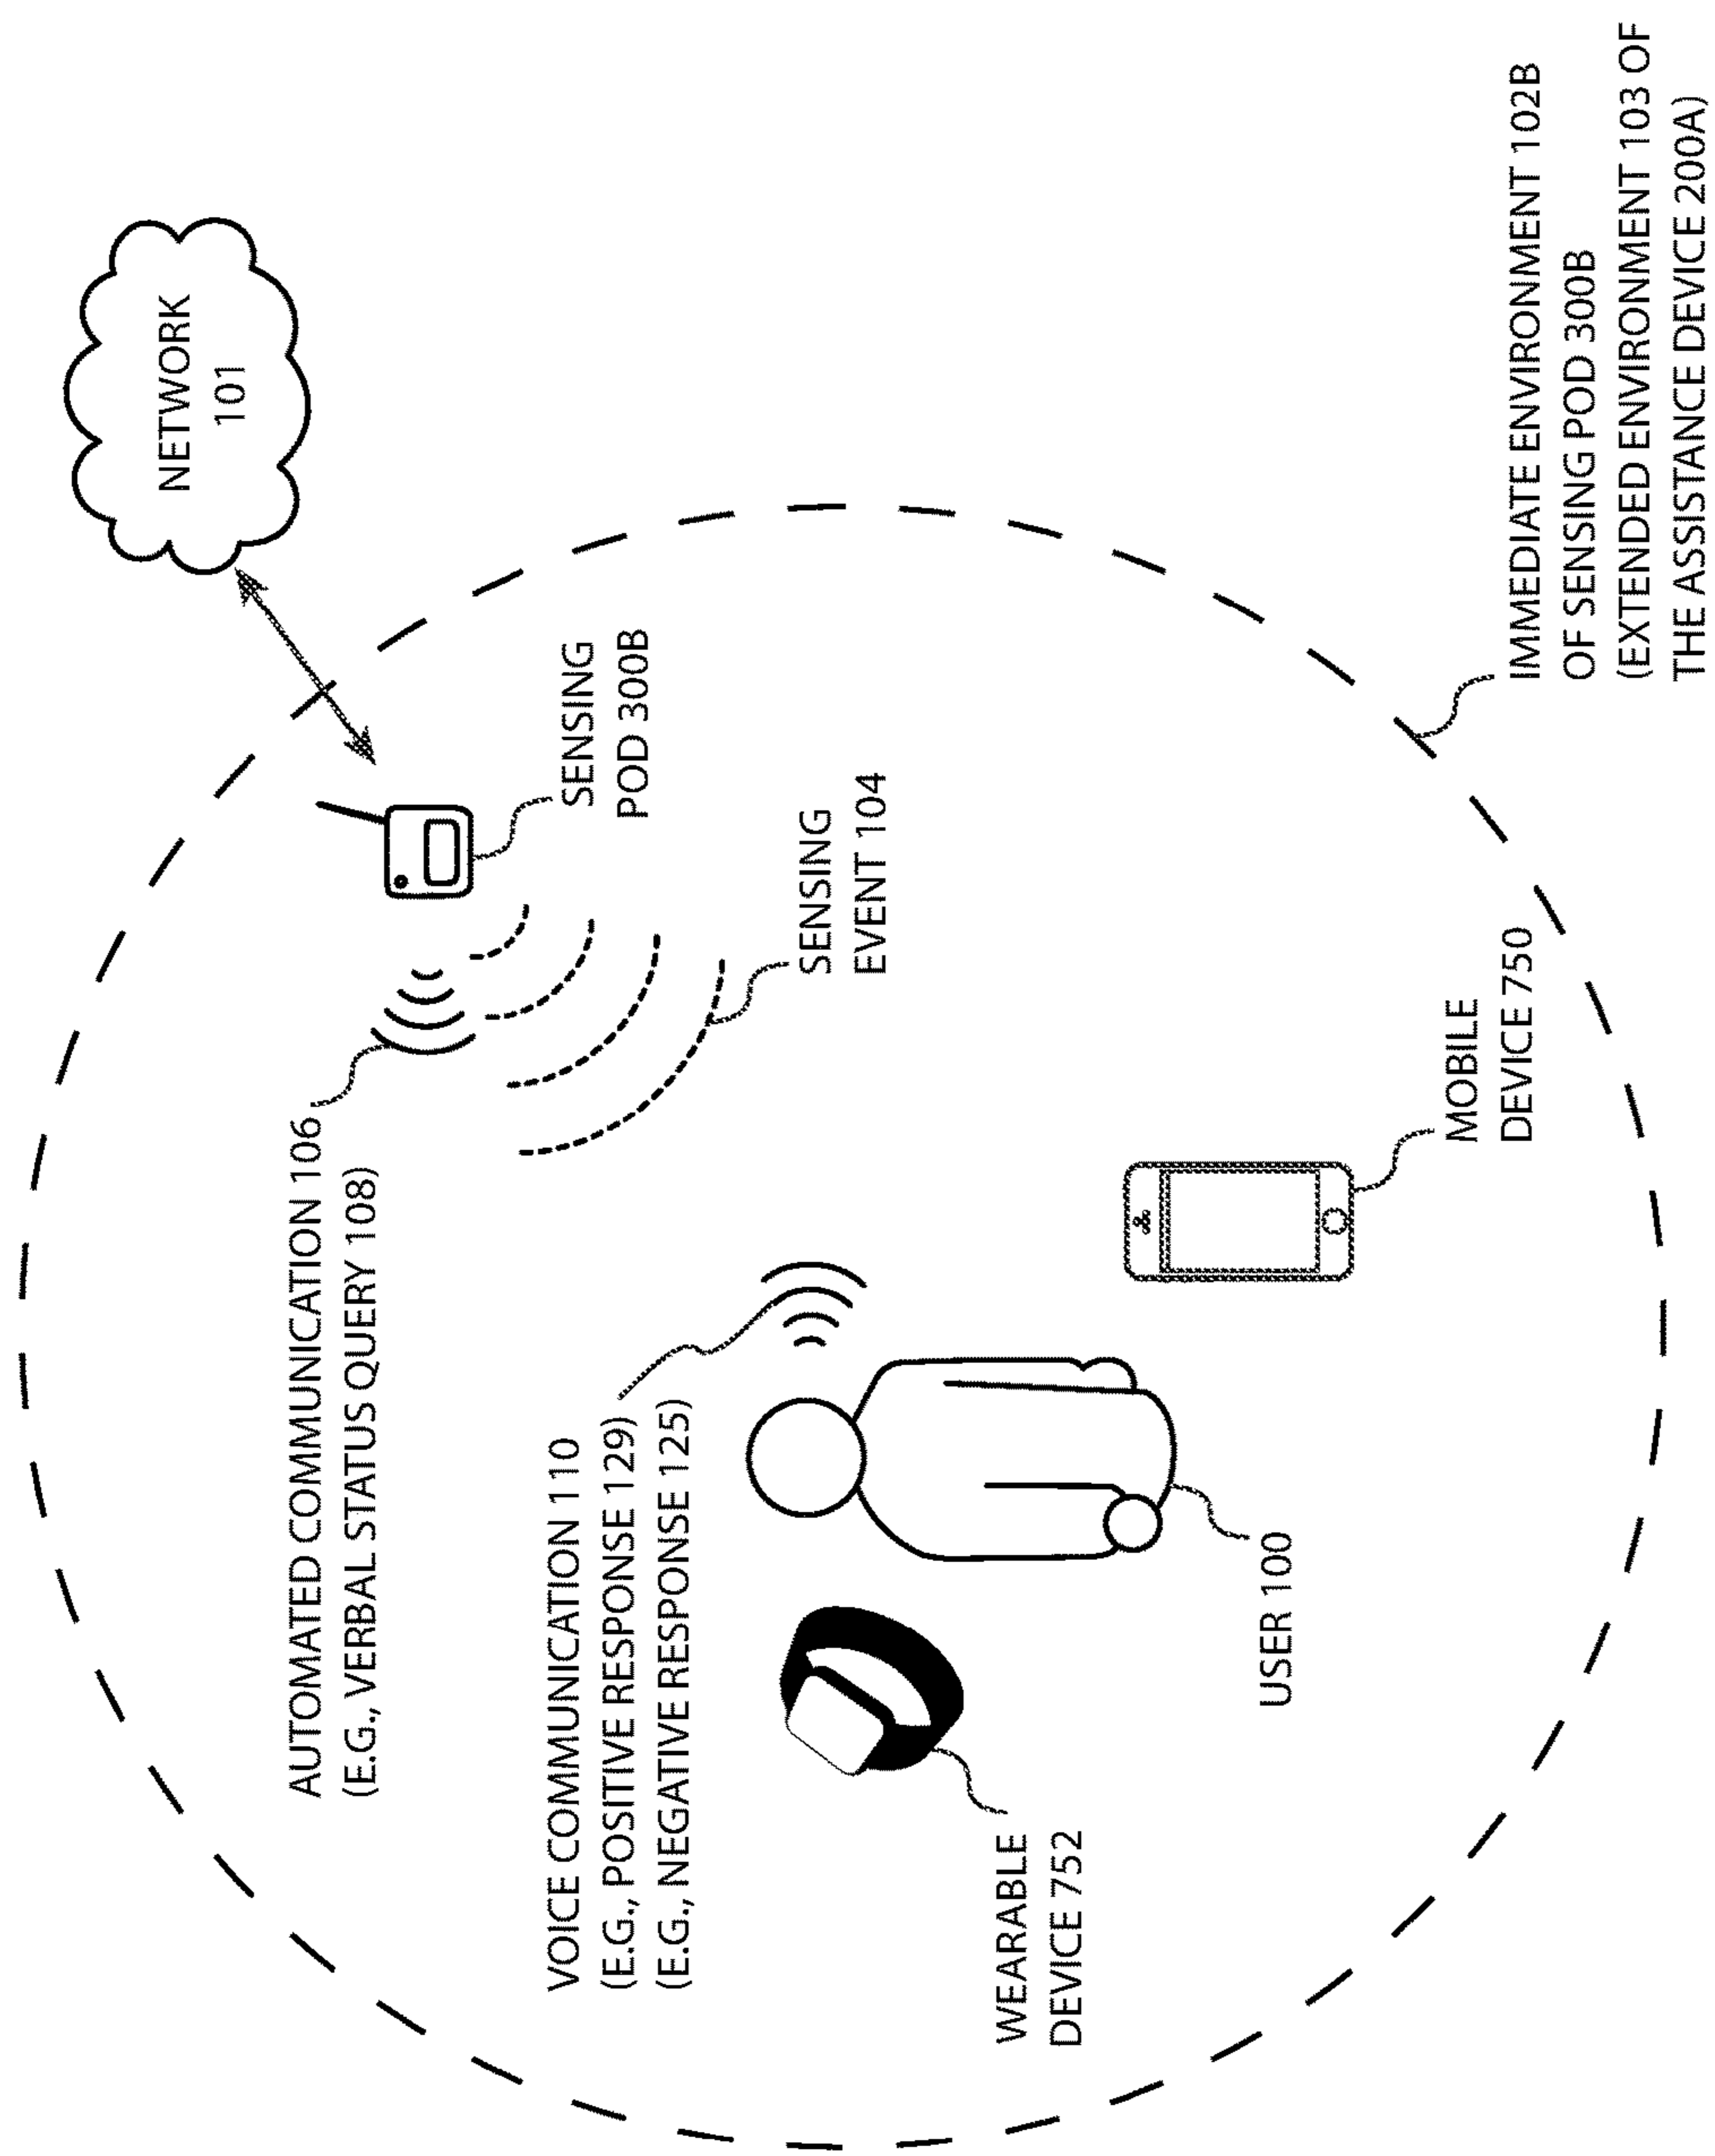 NETWORK
101
AUTOMATED COMMUNICATION 106
(E.G., VERBAL STATUS QUERY 108)
SENSING
POD 300B
VOICE COMMUNICATION 110
(E.G., POSITIVE RESPONSE 129)
(E.G., NEGATIVE RESPONSE 125)
SENSING
EVENT 104
WEARABLE
DEVICE 752
USER 100
MOBILE
DEVICE 750
IMMEDIATE ENVIRONMENT 102B
OF SENSING POD 300B
(EXTENDED ENVIRONMENT 103 OF
THE ASSISTANCE DEVICE 200A)